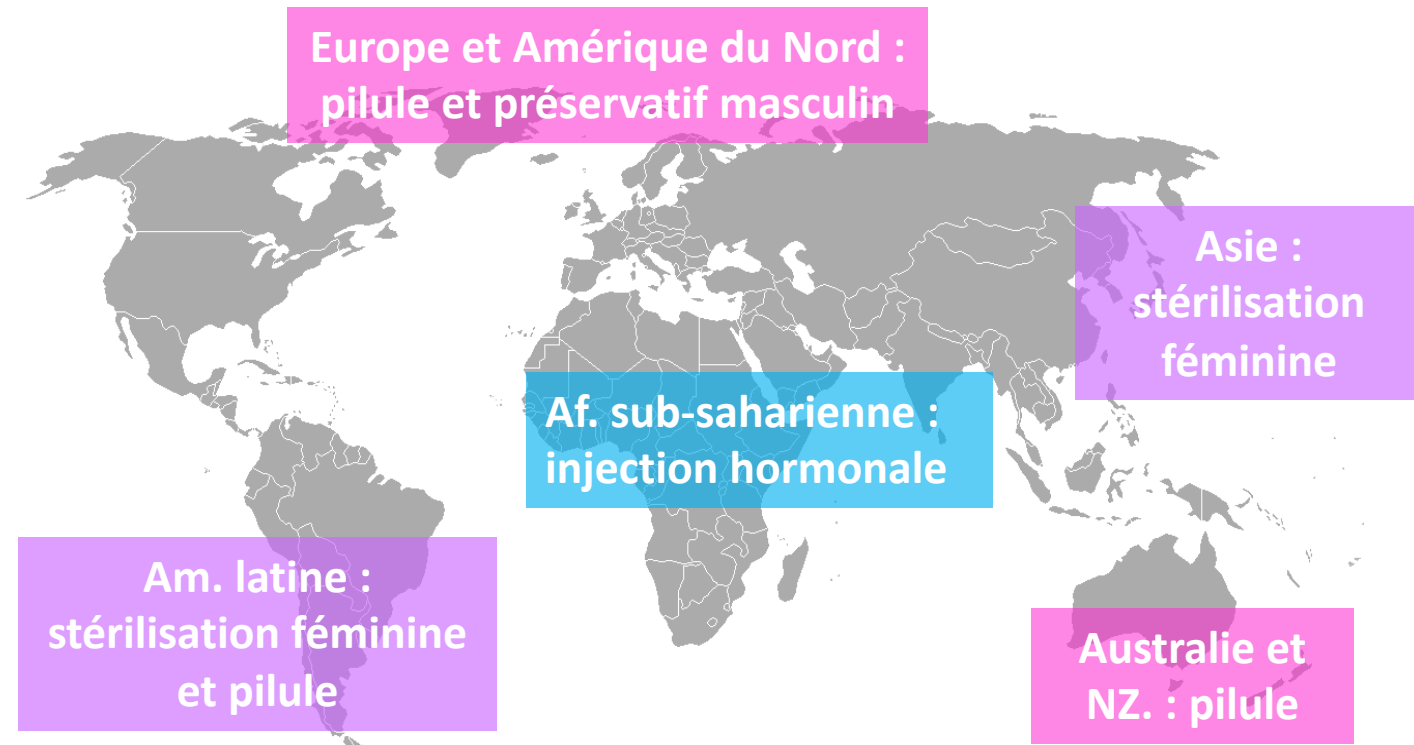 Europe et Amérique du Nord :
pilule et préservatif masculin
Asie :
stérilisation
féminine
Af. sub-saharienne :
injection hormonale
Am. latine :
stérilisation féminine
et pilule
Australie et
NZ. : pilule